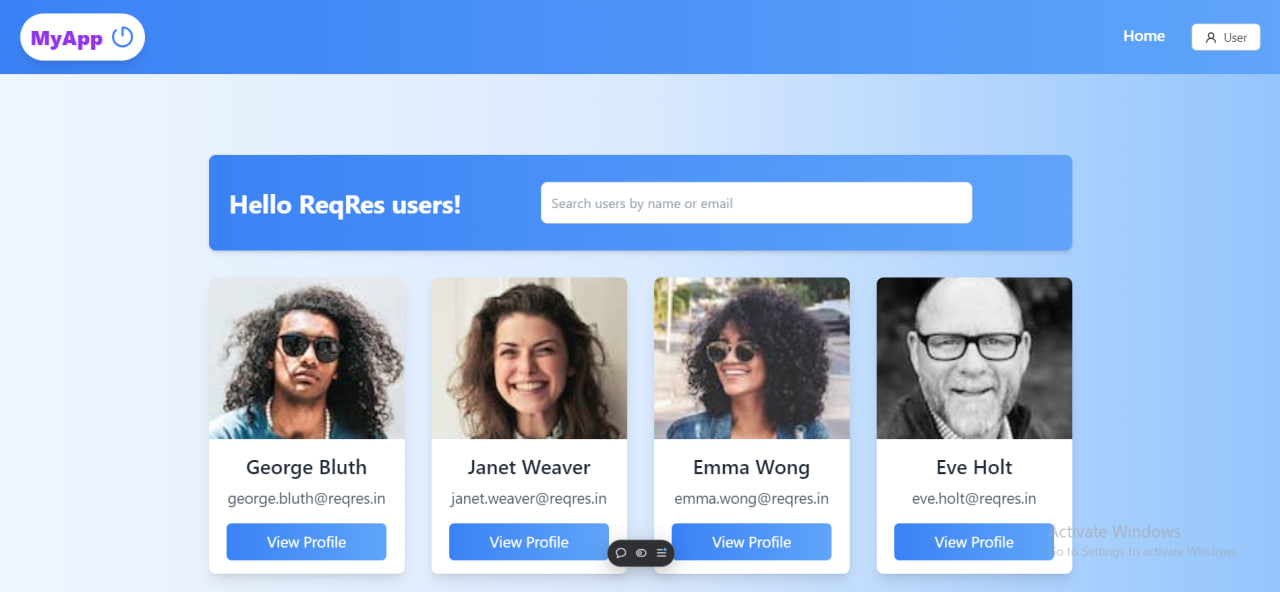 MyApp
Home
User
Hello ReqRes users!
Search users by name or email
George Bluth
Janet Weaver
Emma Wong
Eve Holt
george.bluth@reqres.in
janet.weaver@reqres.in
emma.wong@reqres.in
eve.holt@reqres.in
View Profile
View Profile
View Profile
View Profile
Activate Windows
Go to Settings to activate Windows.